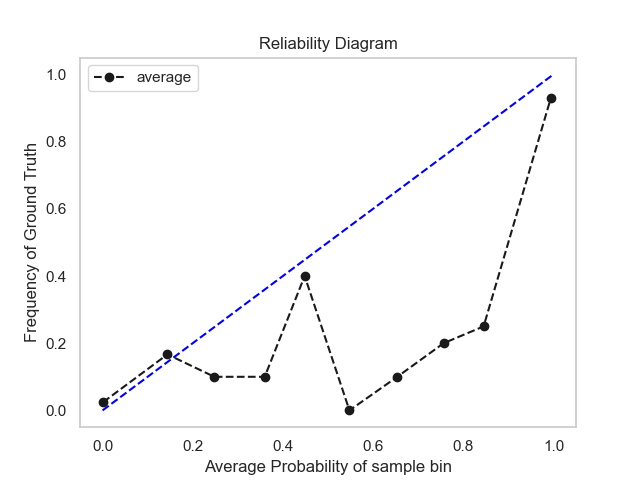 Reliability Diagram
average
Frequency of Ground Truth
1.0
0.8
0.6
0.4
0.2
0.0
0.0 0.2 0.4 0.6 0.8 1.0
Average Probability of sample bin